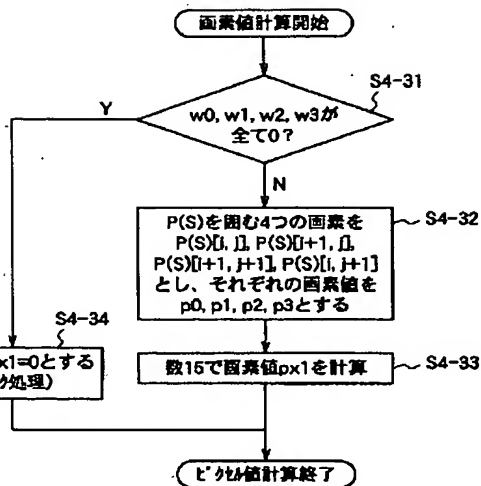 画素値計算開始
S4-31
Y
w0, w1, w2, w3が
全て0？
N
P(S)を囲む4つの画素を
P(S)[i, j], P(S)[i+1, j],
P(S)[i+1, j+1], P(S)[i, j+1]
とし、それぞれの画素値を
p0, p1, p2, p3とする
S4-32
S4-34
x1=0とする
ｸ処理）
数15で画素値px1を計算
S4-33
ﾋﾟｸｾﾙ値計算終了